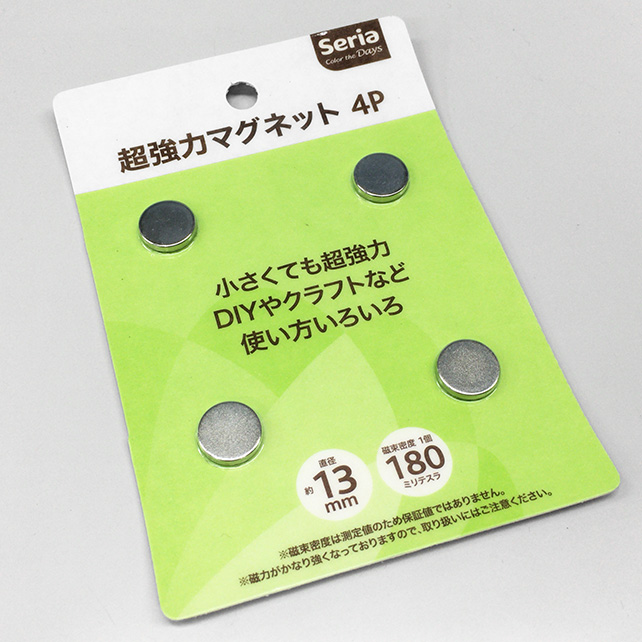 Seria
Color the Days
超強力マグネット 4P
小さくても超強力
DIYやクラフトなど
使い方いろいろ
直径
約13
mm
磁束密度 1個
180
ミリテスラ
※磁束密度は測定値のため保証値ではありません。
※磁力がかなり強くなっておりますので、取り扱いにはご注意ください。